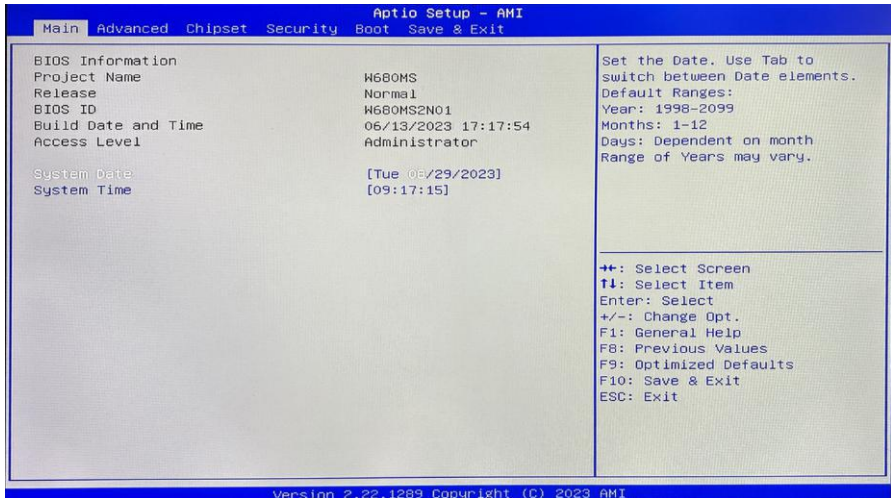 Aptio Setup – AMI
Main Advanced Chipset Security Boot Save & Exit
BIOS Information
Project Name W680MS
Release Normal
BIOS ID W680MS2N01
Build Date and Time 06/13/2023 17:17:54
Access Level Administrator
System Date [Tue 08/29/2023]
System Time [09:17:15]
Set the Date. Use Tab to
switch between Date elements.
Default Ranges:
Year: 1998-2099
Months: 1-12
Days: Dependent on month
Range of Years may vary.
→←: Select Screen
↑↓: Select Item
Enter: Select
+/-: Change Opt.
F1: General Help
F8: Previous Values
F9: Optimized Defaults
F10: Save & Exit
ESC: Exit
Version 2.22.1289 Copyright (C) 2023 AMI